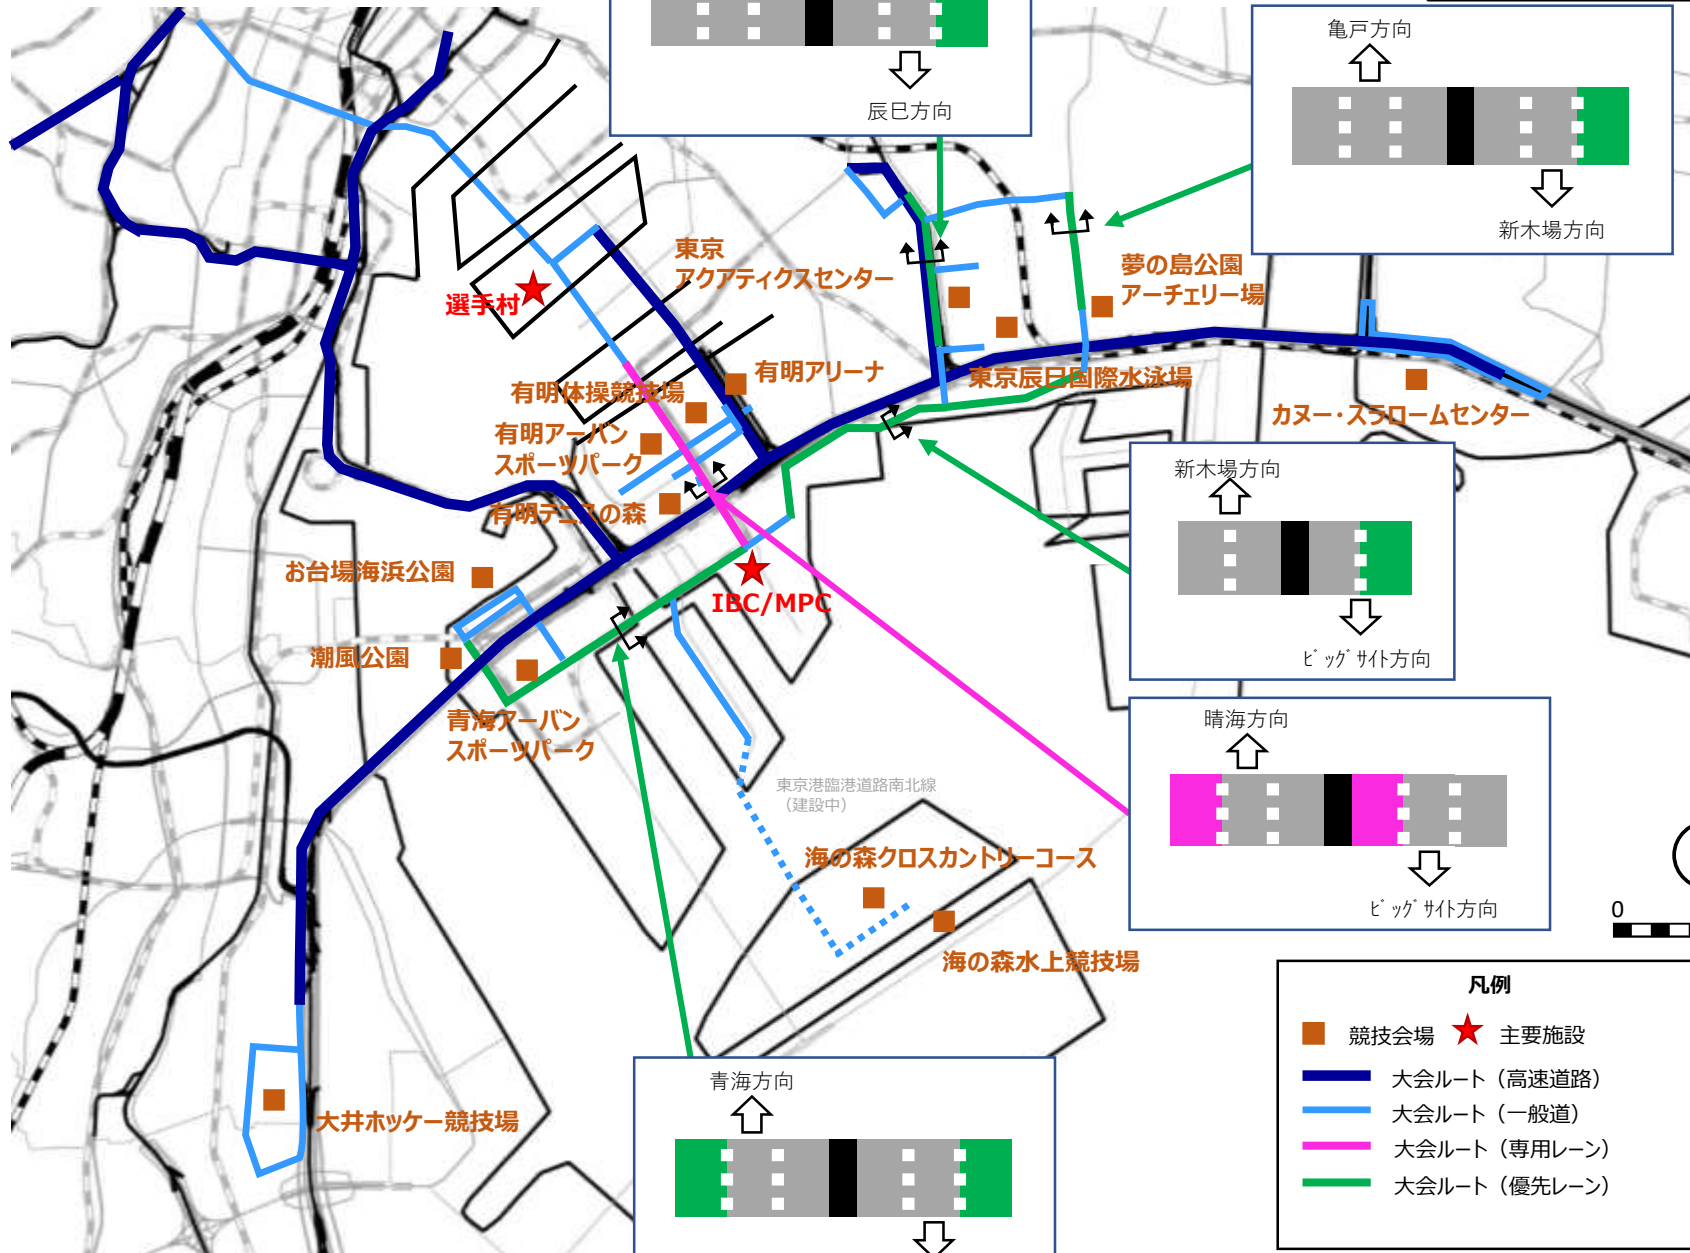 辰巳方向
亀戸方向
新木場方向
東京
アクアティクスセンター
夢の島公園
アーチェリー場
選手村
有明アリーナ
有明体操競技場
東京辰巳国際水泳場
カヌー・スラロームセンター
有明アーバン
スポーツパーク
新木場方向
ﾋﾞｯｸﾞｻｲﾄ方向
有明テニスの森
お台場海浜公園
IBC/MPC
潮風公園
青海アーバン
スポーツパーク
晴海方向
ﾋﾞｯｸﾞｻｲﾄ方向
東京港臨港道路南北線
（建設中）
海の森クロスカントリーコース
海の森水上競技場
0
大井ホッケー競技場
青海方向
凡例
競技会場 主要施設
大会ルート（高速道路）
大会ルート（一般道）
大会ルート（専用レーン）
大会ルート（優先レーン）